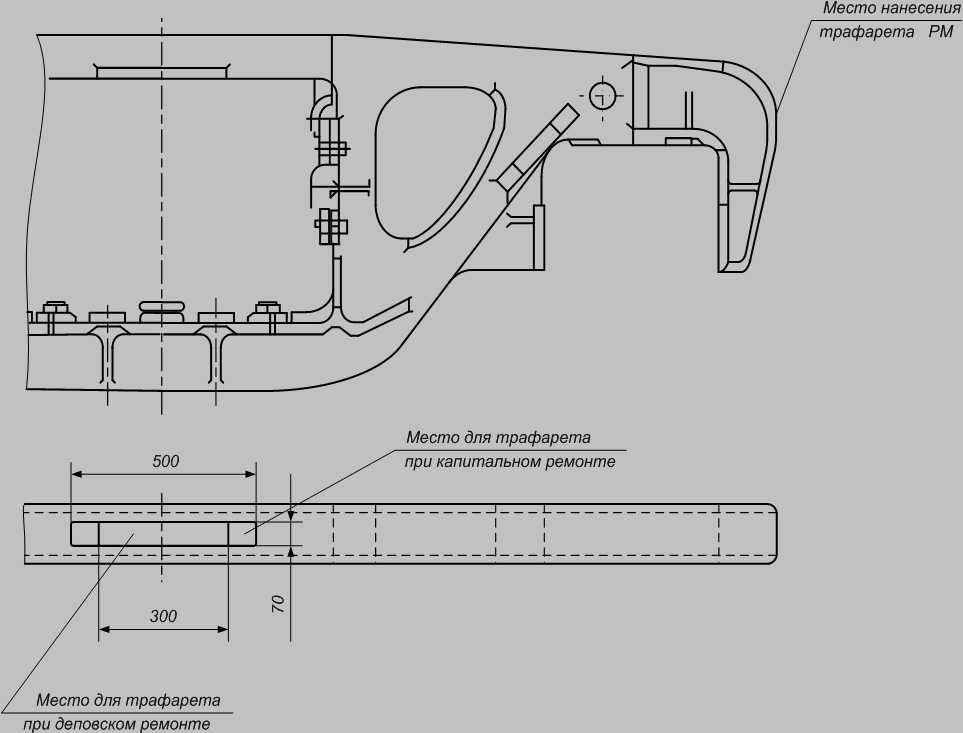 Место нанесения
трафарета РМ
Место для трафарета
при капитальном ремонте
500
300
70
Место для трафарета
при деповском ремонте